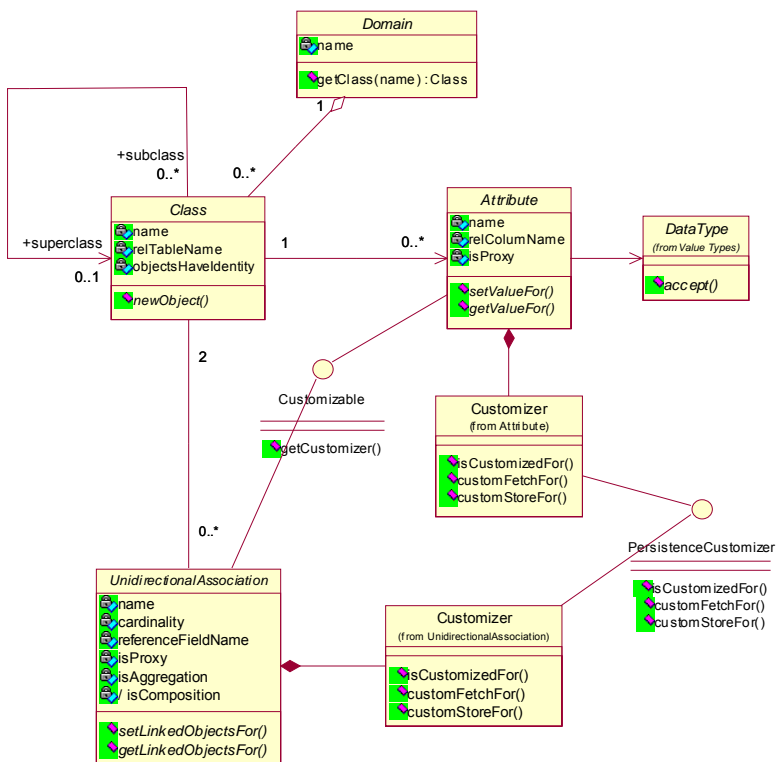 Domain
name
getClass(name) : Class
1
+subclass
0..*
0..*
Class
name
relTableName
objectsHaveIdentity
newObject()
+superclass
0..1
1
0..*
Attribute
name
relColumName
isProxy
setValueFor()
getValueFor()
DataType
(from Value Types)
accept()
2
Customizable
getCustomizer()
Customizer
(from Attribute)
isCustomizedFor()
customFetchFor()
customStoreFor()
0..*
PersistenceCustomizer
isCustomizedFor()
customFetchFor()
customStoreFor()
UnidirectionalAssociation
name
cardinality
referenceFieldName
isProxy
isAggregation
/ isComposition
setLinkedObjectsFor()
getLinkedObjectsFor()
Customizer
(from UnidirectionalAssociation)
isCustomizedFor()
customFetchFor()
customStoreFor()